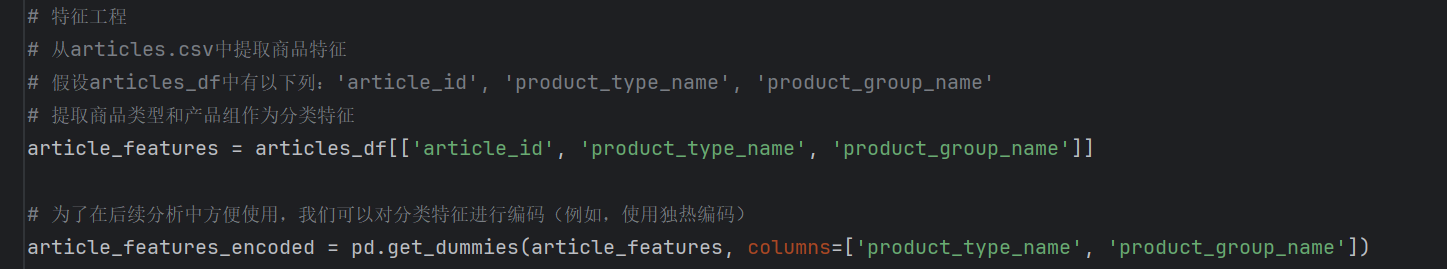 # 特征工程
# 从articles.csv中提取商品特征
# 假设articles_df中有以下列：'article_id', 'product_type_name', 'product_group_name'
# 提取商品类型和产品组作为分类特征
article_features = articles_df[['article_id', 'product_type_name', 'product_group_name']]
# 为了在后续分析中方便使用，我们可以对分类特征进行编码（例如，使用独热编码）
article_features_encoded = pd.get_dummies(article_features, columns=['product_type_name', 'product_group_name'])